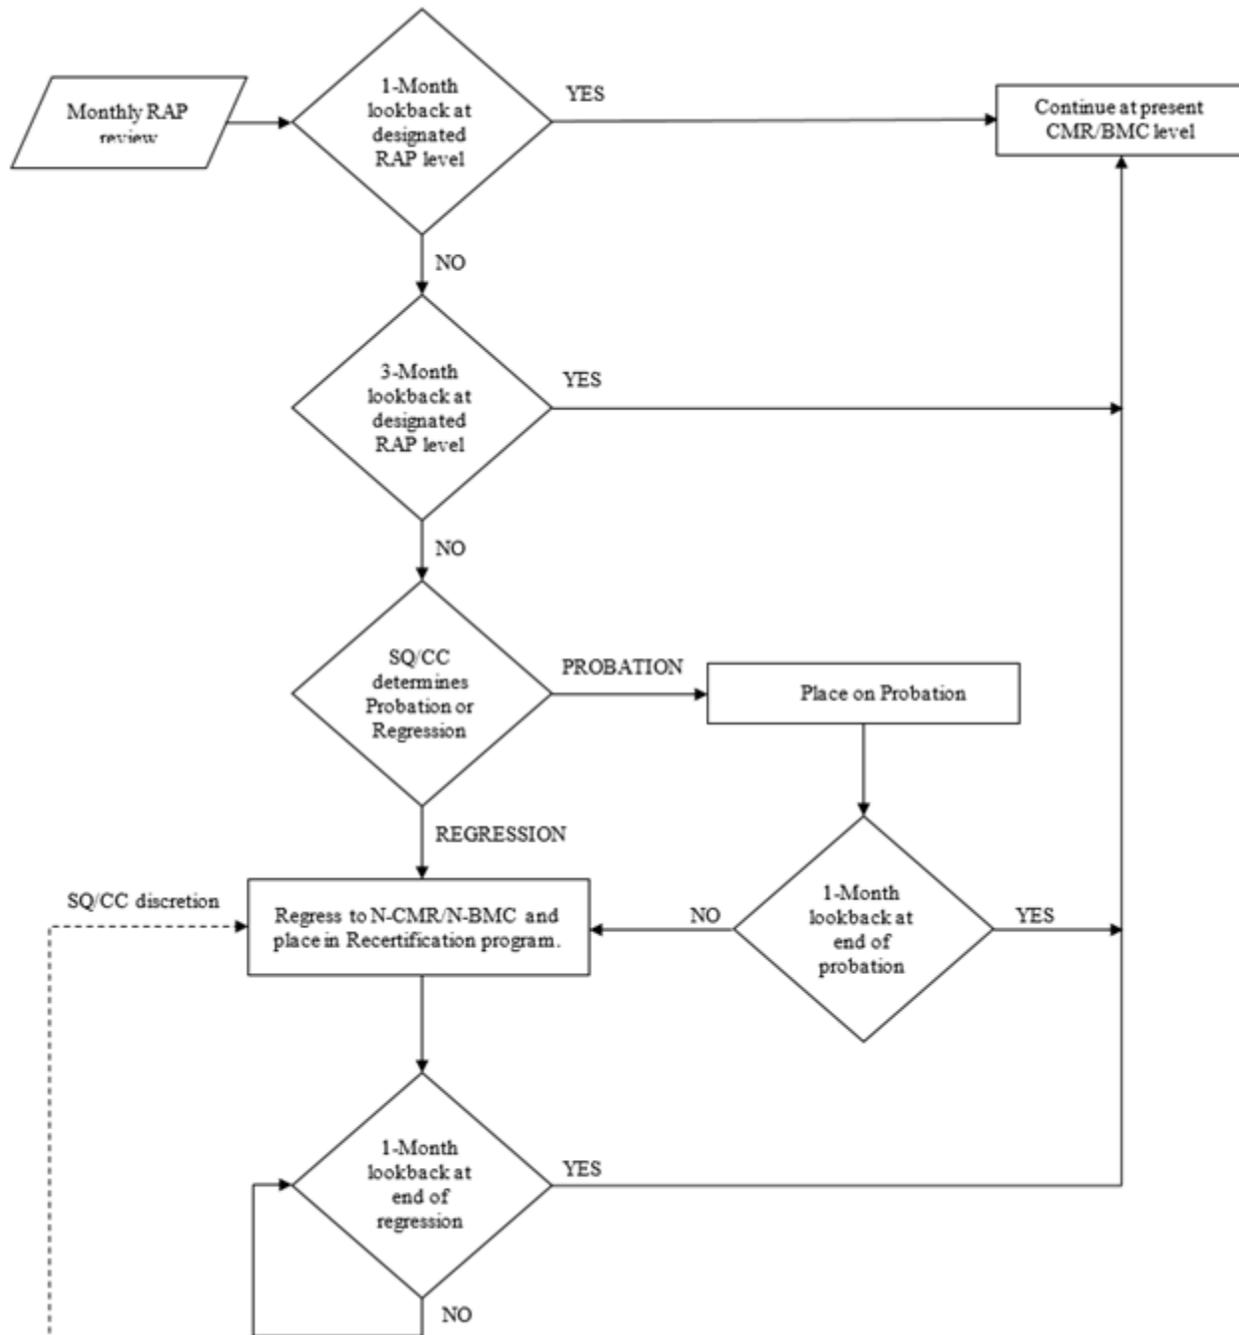 Monthly RAP
review
1-Month
lookback at
designated
RAP level
YES
Continue at present
CMR/BMC level
NO
3-Month
lookback at
designated
RAP level
YES
NO
SQ/CC
determines
Probation or
Regression
PROBATION
Place on Probation
REGRESSION
SQ/CC discretion
Regress to N-CMR/N-BMC and
place in Recertification program.
NO
1-Month
lookback at
end of
probation
YES
1-Month
lookback at
end of
regression
YES
NO